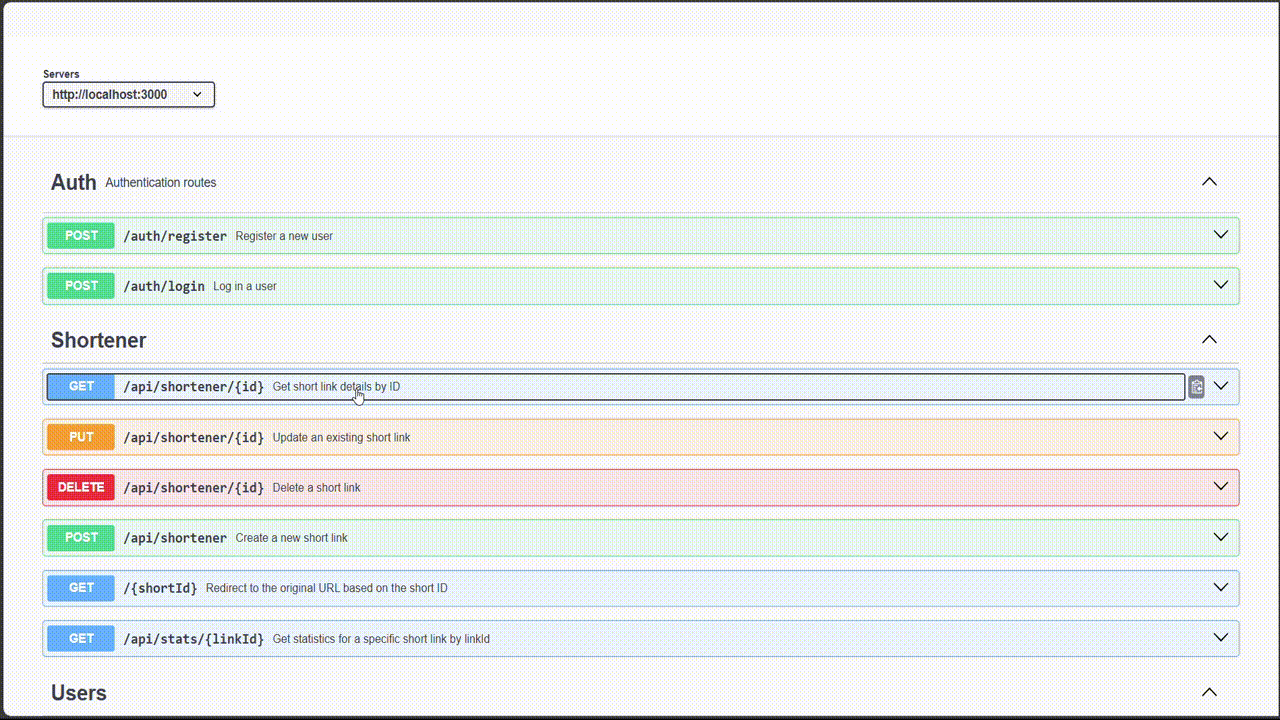 Servers
http://localhost:3000
Auth Authentication routes
POST /auth/register Register a new user
POST /auth/login Log in a user
Shortener
GET /api/shortener/{id} Get short link details by ID
PUT /api/shortener/{id} Update an existing short link
DELETE /api/shortener/{id} Delete a short link
POST /api/shortener Create a new short link
GET /{shortId} Redirect to the original URL based on the short ID
GET /api/stats/{linkId} Get statistics for a specific short link by linkId
Users